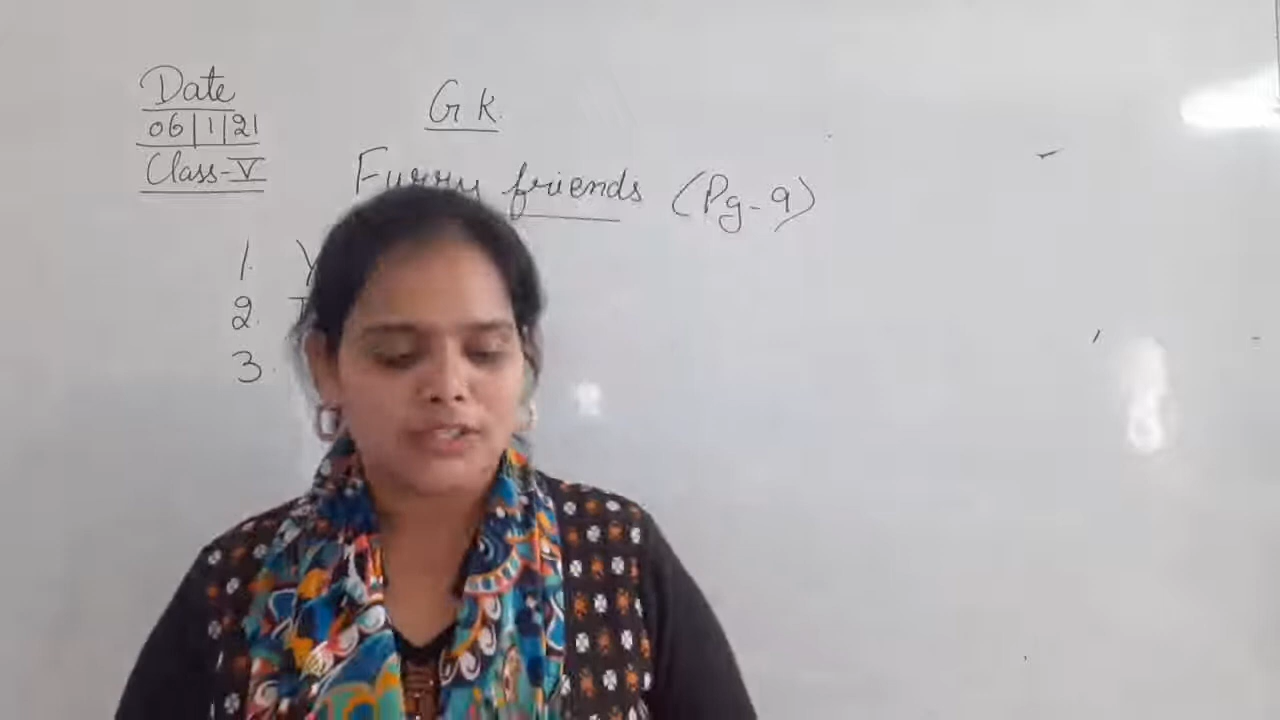 Date
06|1|21
Class-V
G K.
Furry friends (Pg-9)
1. Y
2.
3.